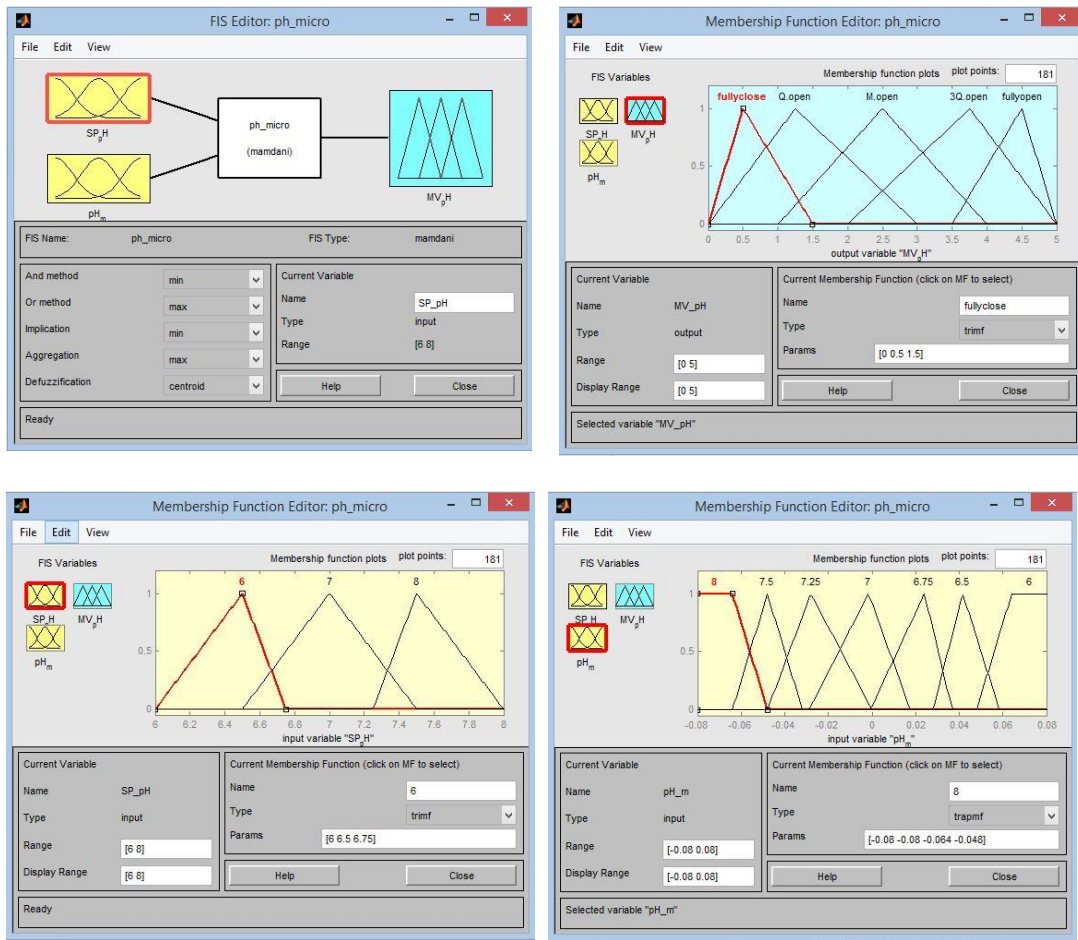 FIS Editor: ph_micro
File Edit View
SP_pH
pH_m
ph_micro
(mamdani)
MV_pH
FIS Name: ph_micro FIS Type: mamdani
And method min
Or method max
Implication min
Aggregation max
Defuzzification centroid
Current Variable
Name SP_pH
Type input
Range [6 8]
Help Close
Ready
Membership Function Editor: ph_micro
File Edit View
FIS Variables
SP_pH MV_pH
pH_m
Membership function plots plot points: 181
fullyclose Q.open M.open 3Q.open fullyopen
1
0.5
0
0 0.5 1 1.5 2 2.5 3 3.5 4 4.5 5
output variable "MV_pH"
Current Variable
Name MV_pH
Type output
Range [0 5]
Display Range [0 5]
Current Membership Function (click on MF to select)
Name fullyclose
Type trimf
Params [0 0.5 1.5]
Help Close
Selected variable "MV_pH"
Membership Function Editor: ph_micro
File Edit View
FIS Variables
SP_pH MV_pH
pH_m
Membership function plots plot points: 181
6 7 8
1
0.5
0
6 6.2 6.4 6.6 6.8 7 7.2 7.4 7.6 7.8 8
input variable "SP_pH"
Current Variable
Name SP_pH
Type input
Range [6 8]
Display Range [6 8]
Current Membership Function (click on MF to select)
Name 6
Type trimf
Params [6 6.5 6.75]
Help Close
Ready
Membership Function Editor: ph_micro
File Edit View
FIS Variables
SP_pH MV_pH
pH_m
Membership function plots plot points: 181
8 7.5 7.25 7 6.75 6.5 6
1
0.5
0
-0.08 -0.06 -0.04 -0.02 0 0.02 0.04 0.06 0.08
input variable "pH_m"
Current Variable
Name pH_m
Type input
Range [-0.08 0.08]
Display Range [-0.08 0.08]
Current Membership Function (click on MF to select)
Name 8
Type trapmf
Params [-0.08 -0.08 -0.064 -0.048]
Help Close
Selected variable "pH_m"